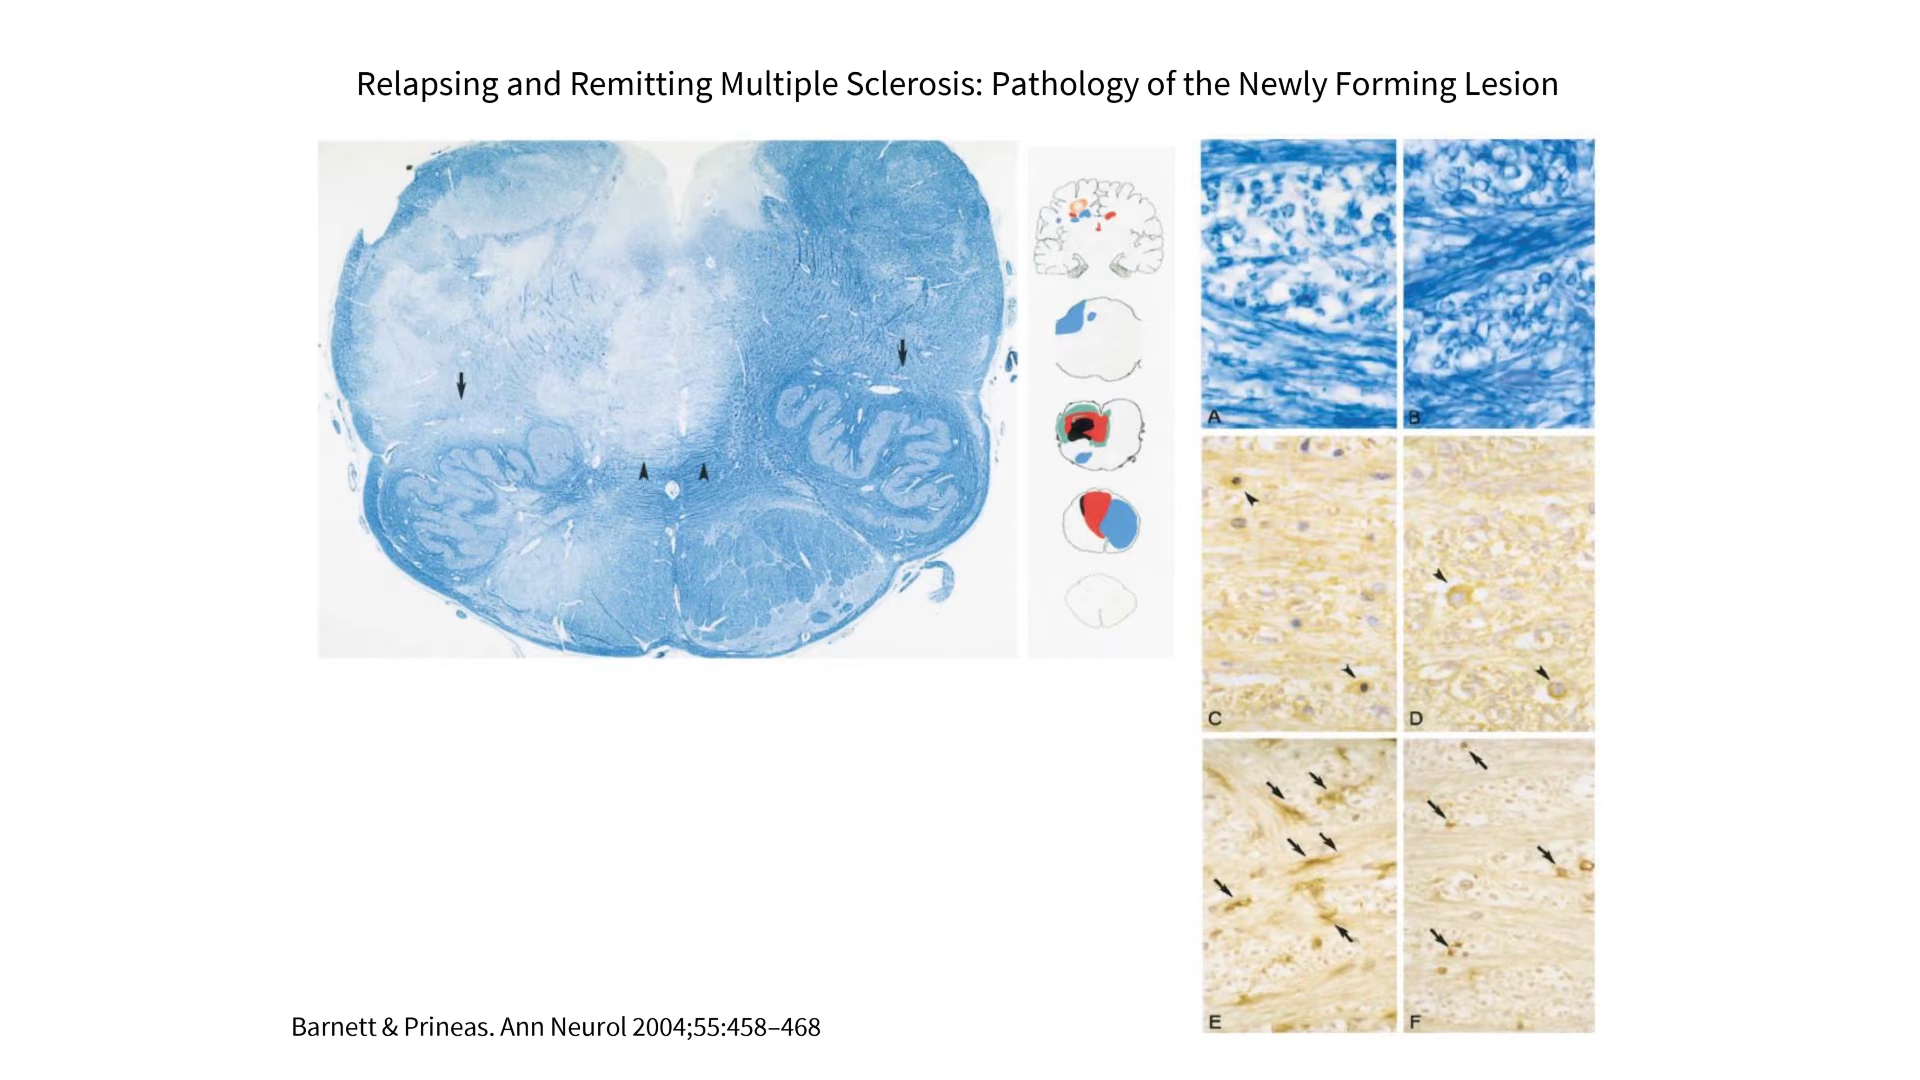 Relapsing and Remitting Multiple Sclerosis: Pathology of the Newly Forming Lesion
A
B
C
D
E
F
Barnett & Prineas. Ann Neurol 2004;55:458–468